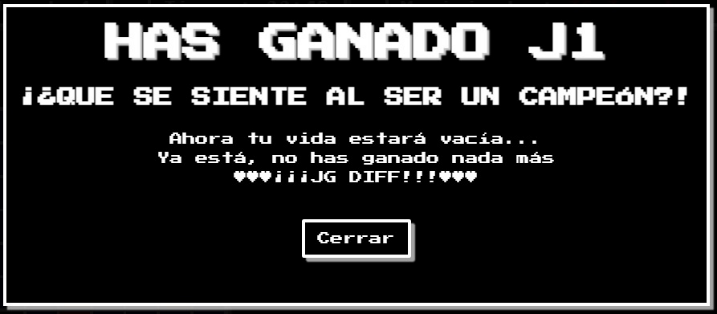 HAS GANADO J1
¡¿QUE SE SIENTE AL SER UN CAMPEóN?!
Ahora tu vida estará vacía...
Ya está, no has ganado nada más
♥♥♥¡¡¡JG DIFF!!!♥♥♥
Cerrar